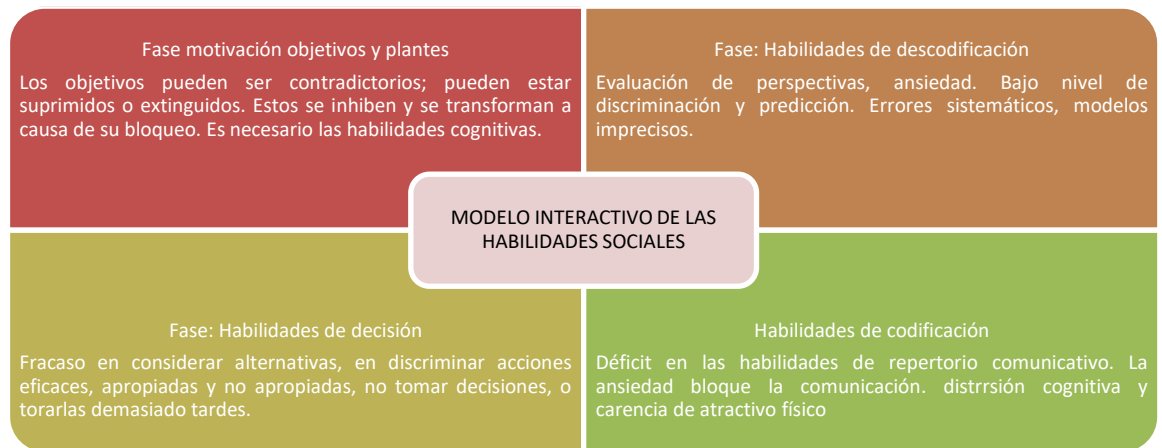 Fase motivación objetivos y plantes
Los objetivos pueden ser contradictorios; pueden estar
suprimidos o extinguidos. Estos se inhiben y se transforman a
causa de su bloqueo. Es necesario las habilidades cognitivas.
Fase: Habilidades de descodificación
Evaluación de perspectivas, ansiedad. Bajo nivel de
discriminación y predicción. Errores sistemáticos, modelos
imprecisos.
MODELO INTERACTIVO DE LAS
HABILIDADES SOCIALES
Fase: Habilidades de decisión
Fracaso en considerar alternativas, en discriminar acciones
eficaces, apropiadas y no apropiadas, no tomar decisiones, o
torarlas demasiado tardes.
Habilidades de codificación
Déficit en las habilidades de repertorio comunicativo. La
ansiedad bloque la comunicación. distrrsión cognitiva y
carencia de atractivo físico